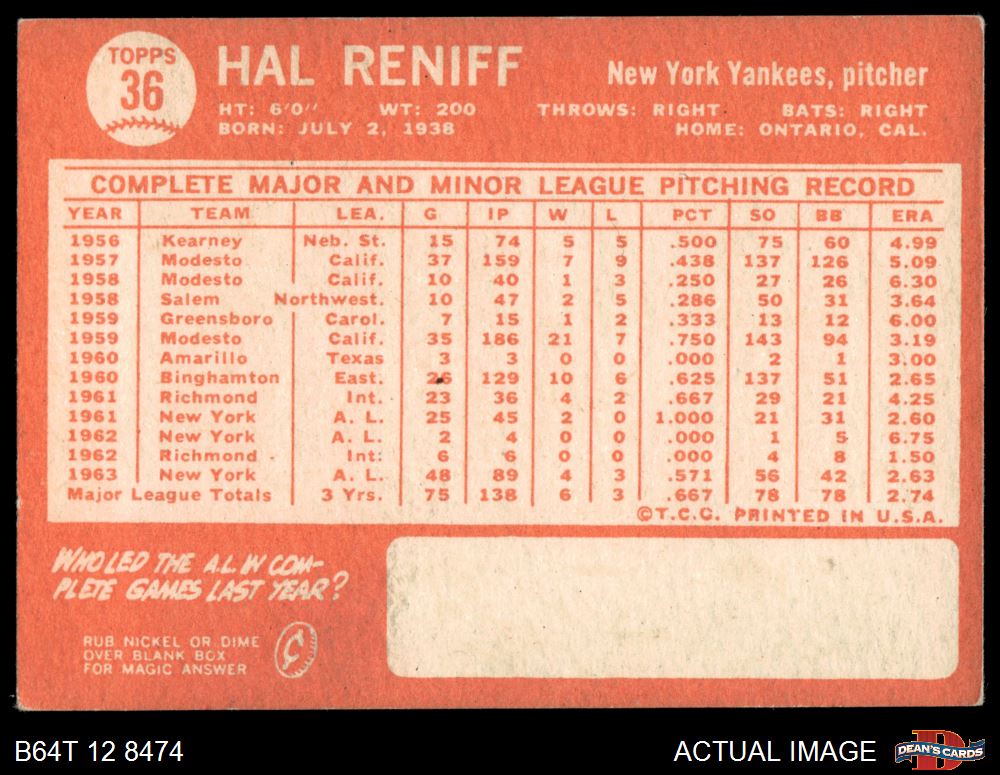 TOPPS
36
HAL RENIFF
New York Yankees, pitcher
HT: 6'0" WT: 200 THROWS: RIGHT. BATS: RIGHT
BORN: JULY 2, 1938 HOME: ONTARIO, CAL.
COMPLETE MAJOR AND MINOR LEAGUE PITCHING RECORD
YEAR TEAM LEA. G IP W L PCT SO BB ERA
1956 Kearney Neb. St. 15 74 5 5 .500 75 60 4.99
1957 Modesto Calif. 37 159 7 9 .438 137 126 5.09
1958 Modesto Calif. 10 40 1 3 .250 27 26 6.30
1958 Salem Northwest. 10 47 2 5 .286 50 31 3.64
1959 Greensboro Carol. 7 15 1 2 .333 13 12 6.00
1959 Modesto Calif. 35 186 21 7 .750 143 94 3.19
1960 Amarillo Texas 3 3 0 0 .000 2 1 3.00
1960 Binghamton East. 26 129 10 6 .625 137 51 2.65
1961 Richmond Int. 23 36 4 2 .667 29 21 4.25
1961 New York A. L. 25 45 2 0 1.000 21 31 2.60
1962 New York A. L. 2 4 0 0 .000 1 5 6.75
1962 Richmond Int: 6 6 0 0 .000 4 8 1.50
1963 New York A. L. 48 89 4 3 .571 56 42 2.63
Major League Totals 3 Yrs. 75 138 6 3 .667 78 78 2.74
©T.C.G. PRINTED IN U.S.A.
WHO LED THE A.L. IN COM-
PLETE GAMES LAST YEAR?
RUB NICKEL OR DIME
OVER BLANK BOX
FOR MAGIC ANSWER
¢
B64T 12 8474 ACTUAL IMAGE DEAN'S CARDS